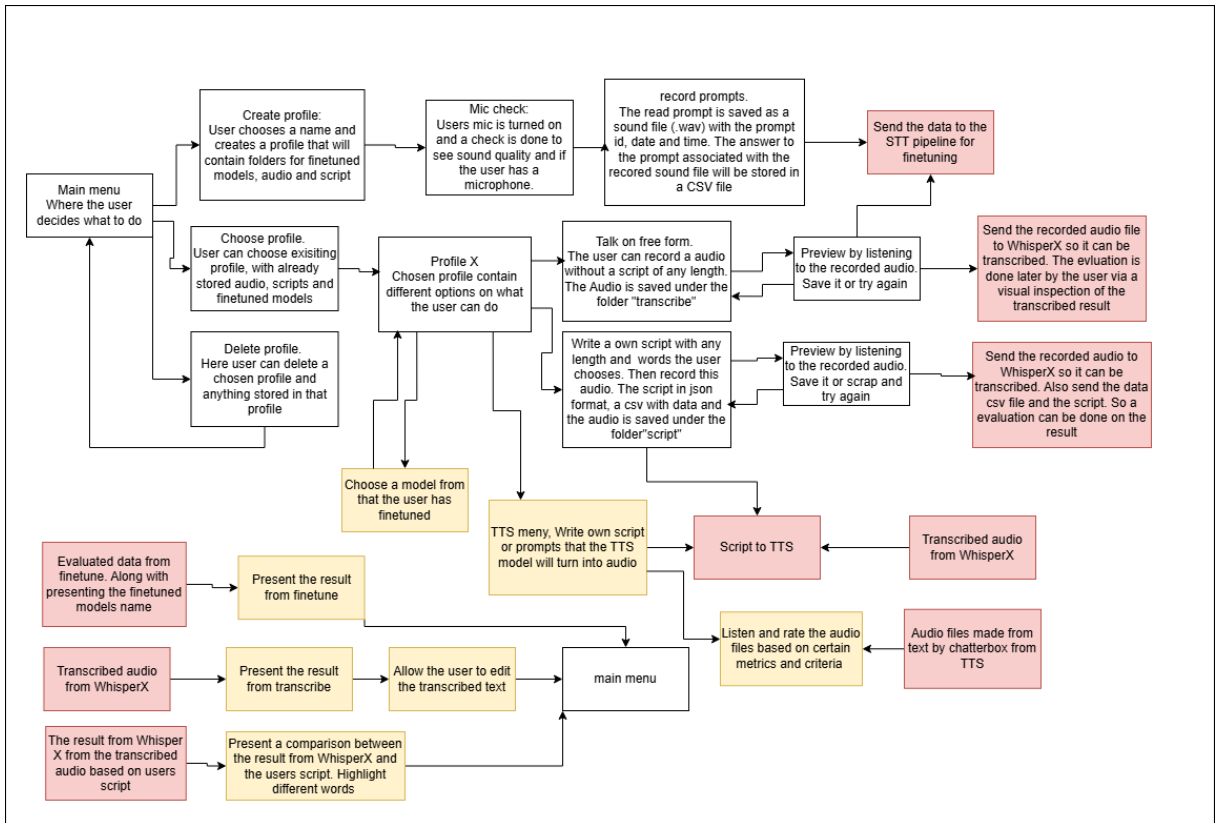 Create profile:
User chooses a name and
creates a profile that will
contain folders for finetuned
models, audio and script
Mic check:
Users mic is turned on
and a check is done to
see sound quality and if
the user has a
microphone.
record prompts.
The read prompt is saved as a
sound file (.wav) with the prompt
id, date and time. The answer to
the prompt associated with the
recored sound file will be stored in
a CSV file
Send the data to the
STT pipeline for
finetuning
Main menu
Where the user
decides what to do
Choose profile.
User can choose exisiting
profile, with already
stored audio, scripts and
finetuned models
Profile X
Chosen profile contain
different options on what
the user can do
Talk on free form.
The user can record a audio
without a script of any length.
The Audio is saved under the
folder "transcribe"
Preview by listening
to the recorded audio.
Save it or try again
Send the recorded audio file
to WhisperX so it can be
transcribed. The evluation is
done later by the user via a
visual inspection of the
transcribed result
Delete profile.
Here user can delete a
chosen profile and
anything stored in that
profile
Write a own script with any
length and words the user
chooses. Then record this
audio. The script in json
format, a csv with data and
the audio is saved under the
folder"script"
Preview by listening
to the recorded audio.
Save it or scrap and
try again
Send the recorded audio to
WhisperX so it can be
transcribed. Also send the data
csv file and the script. So a
evaluation can be done on the
result
Choose a model from
that the user has
finetuned
TTS meny, Write own script
or prompts that the TTS
model will turn into audio
Script to TTS
Transcribed audio
from WhisperX
Evaluated data from
finetune. Along with
presenting the finetuned
models name
Present the result
from finetune
Listen and rate the audio
files based on certain
metrics and criteria
Audio files made from
text by chatterbox from
TTS
Transcribed audio
from WhisperX
Present the result
from transcribe
Allow the user to edit
the transcribed text
main menu
The result from Whisper
X from the transcribed
audio based on users
script
Present a comparison between
the result from WhisperX and
the users script. Highlight
different words